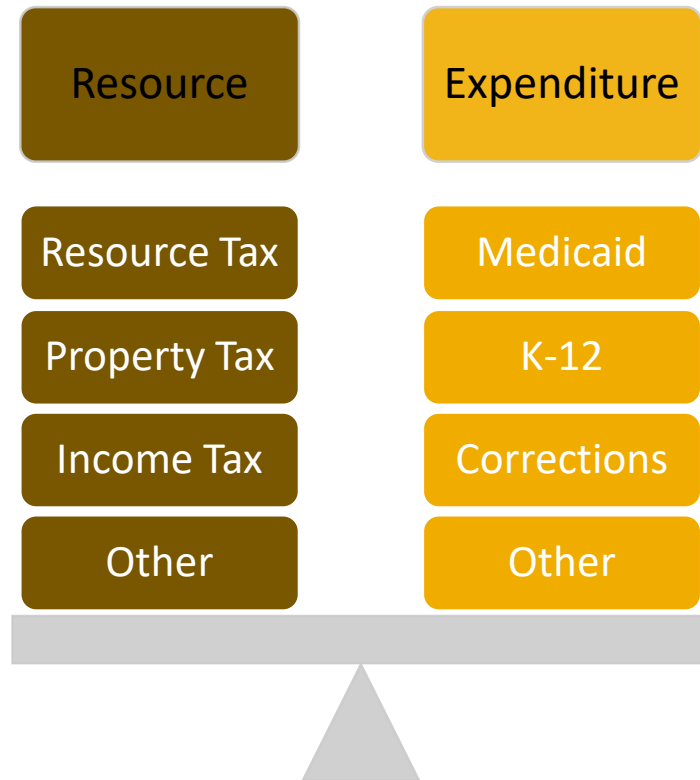 Resource
Expenditure
Resource Tax
Medicaid
Property Tax
K-12
Income Tax
Corrections
Other
Other